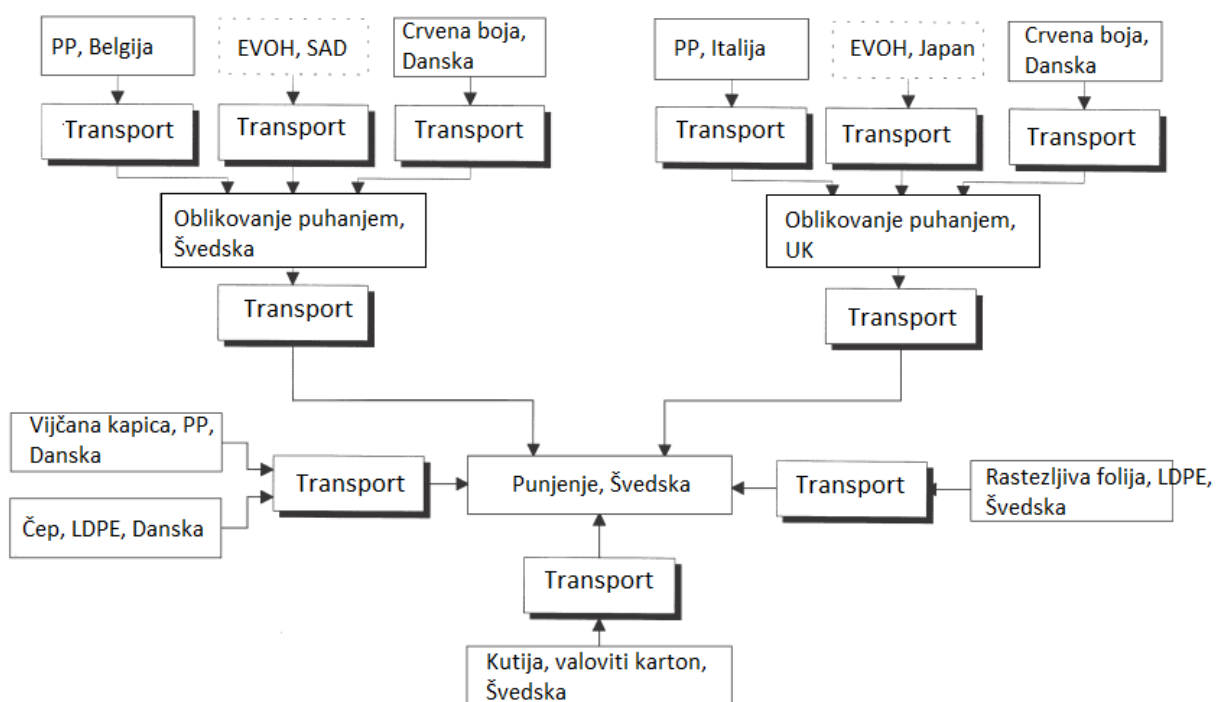 PP, Belgija
EVOH, SAD
Crvena boja,
Danska
PP, Italija
EVOH, Japan
Crvena boja,
Danska
Transport
Transport
Transport
Transport
Transport
Transport
Oblikovanje puhanjem,
Švedska
Oblikovanje puhanjem,
UK
Transport
Transport
Vijčana kapica, PP,
Danska
Čep, LDPE, Danska
Transport
Punjenje, Švedska
Transport
Rastezljiva folija, LDPE,
Švedska
Transport
Kutija, valoviti karton,
Švedska